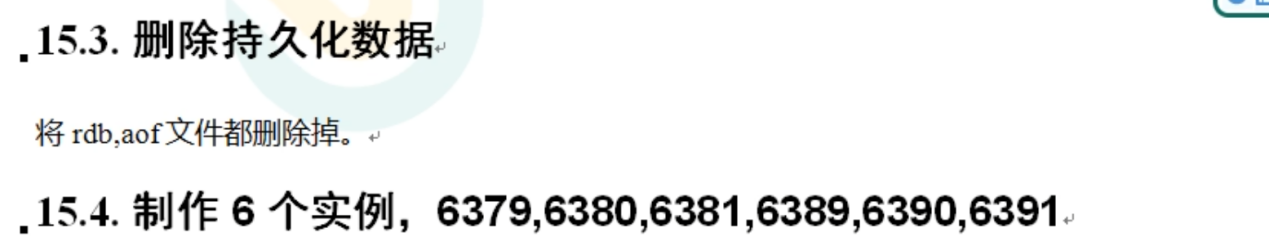 15.3. 删除持久化数据
将 rdb,aof 文件都删除掉。
15.4. 制作 6 个实例，6379,6380,6381,6389,6390,6391